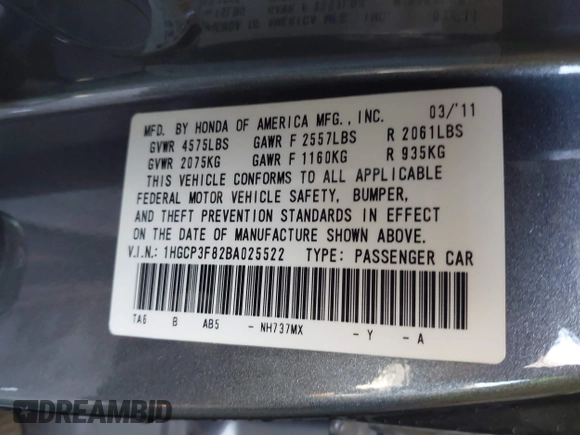 MFD. BY HONDA OF AMERICA MFG., INC. 03/'11
GVWR 4575LBS GAWR F 2557LBS R 2061LBS
GVWR 2075KG GAWR F 1160KG R 935KG
THIS VEHICLE CONFORMS TO ALL APPLICABLE
FEDERAL MOTOR VEHICLE SAFETY, BUMPER,
AND THEFT PREVENTION STANDARDS IN EFFECT
ON THE DATE OF MANUFACTURE SHOWN ABOVE.
V.I.N.: 1HGCP3F82BA025522 TYPE: PASSENGER CAR
TA6 B AB5 - NH737MX - Y - A
DREAMBID